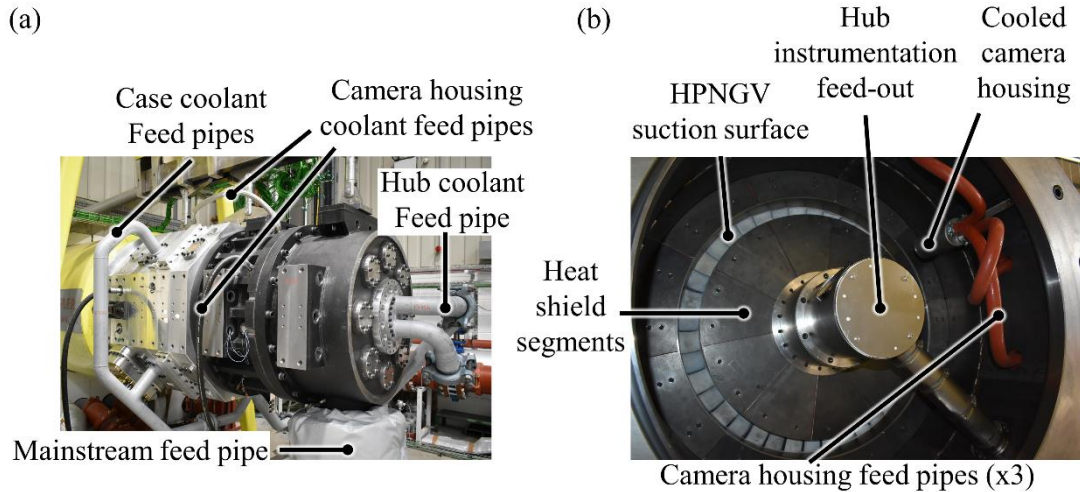 (a)
Case coolant
Feed pipes
Camera housing
coolant feed pipes
Hub coolant
Feed pipe
Mainstream feed pipe
(b)
Hub
instrumentation
feed-out
Cooled
camera
housing
HPNGV
suction surface
Heat
shield
segments
Camera housing feed pipes (x3)